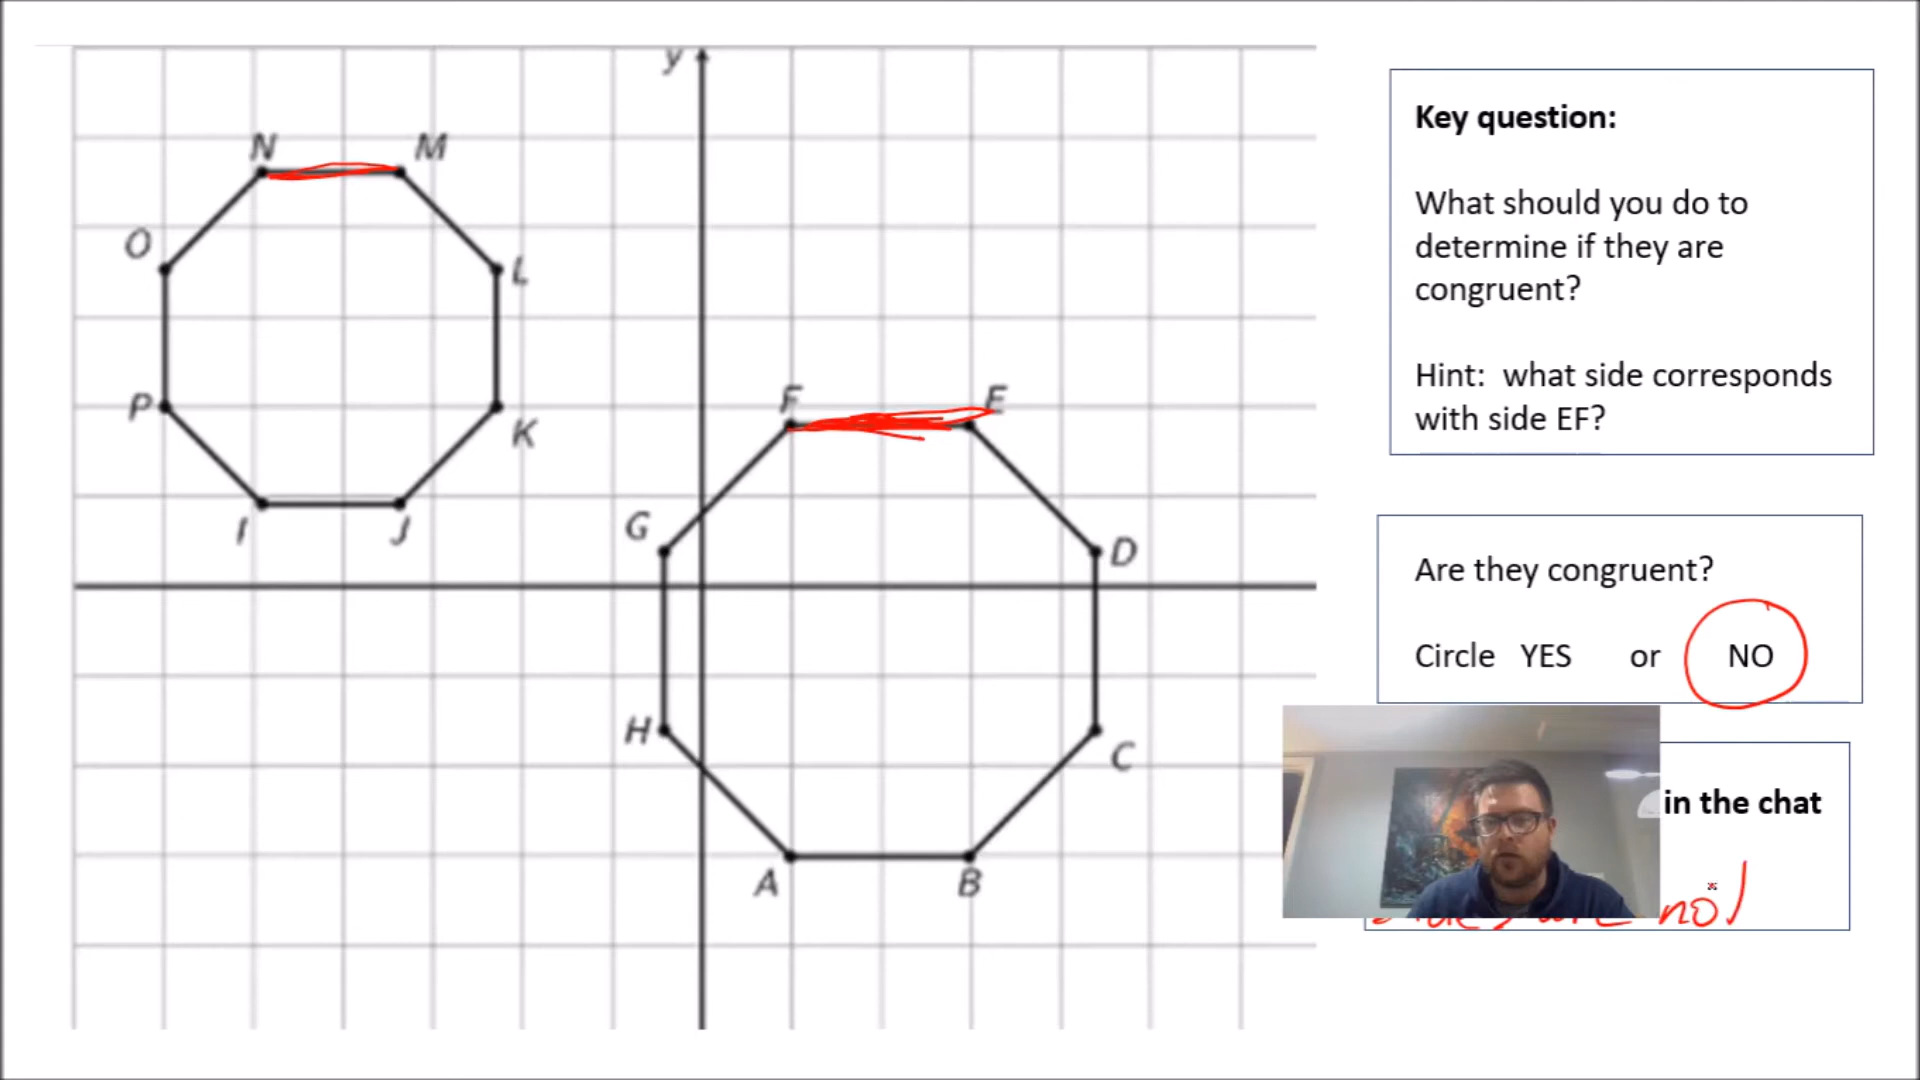 y
N
M
O
L
P
K
I
J
F
E
G
D
H
C
A
B
Key question:
What should you do to
determine if they are
congruent?
Hint: what side corresponds
with side EF?
Are they congruent?
Circle YES or NO
in the chat